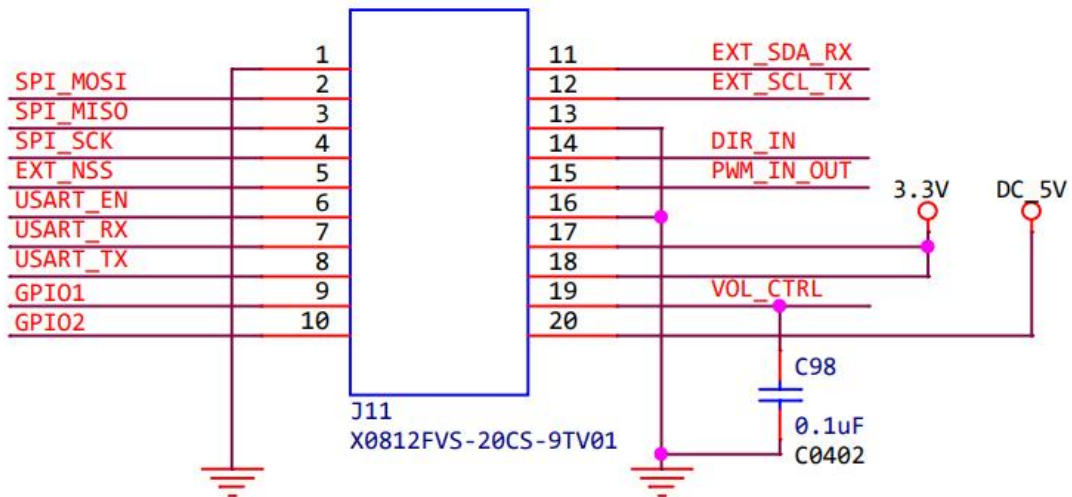 1
SPI_MOSI 2
SPI_MISO 3
SPI_SCK 4
EXT_NSS 5
USART_EN 6
USART_RX 7
USART_TX 8
GPIO1 9
GPIO2 10
11 EXT_SDA_RX
12 EXT_SCL_TX
13
14 DIR_IN
15 PWM_IN_OUT
16
17
18
19 VOL_CTRL
20
3.3V DC_5V
C98
0.1uF
C0402
J11
X0812FVS-20CS-9TV01